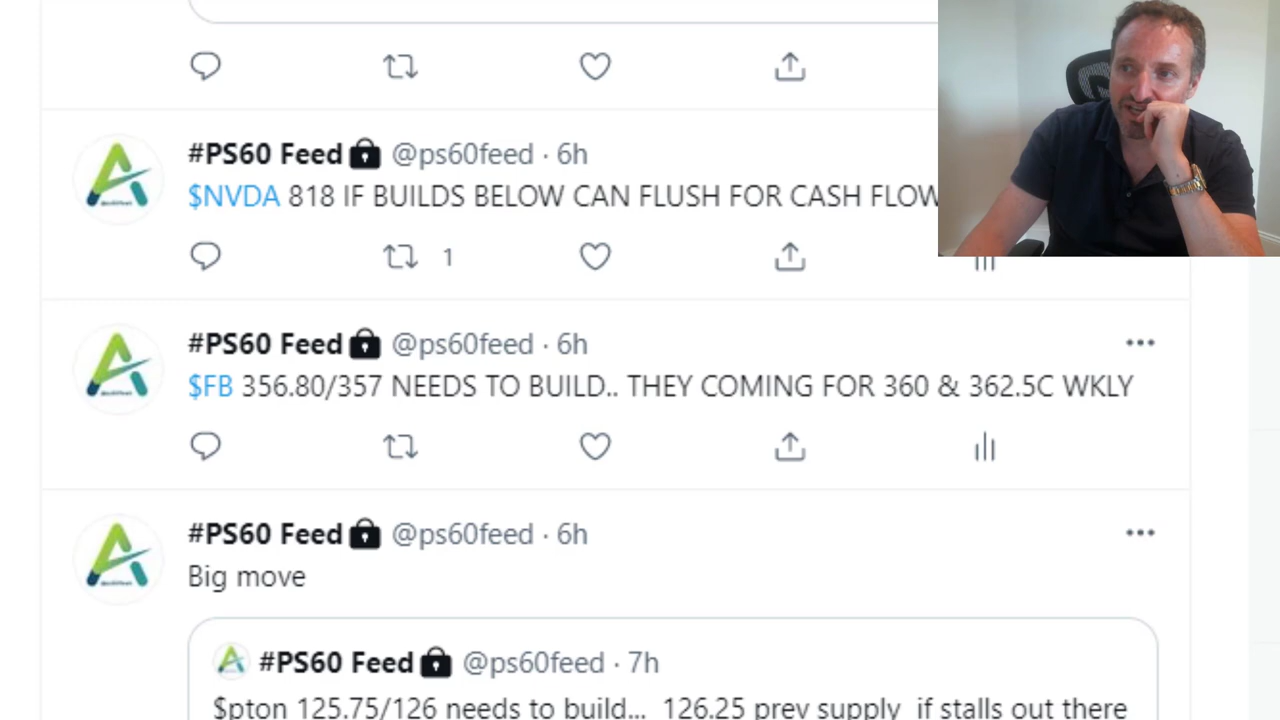 #PS60 Feed @ps60feed · 6h
$NVDA 818 IF BUILDS BELOW CAN FLUSH FOR CASH FLOW
1
#PS60 Feed @ps60feed · 6h
$FB 356.80/357 NEEDS TO BUILD.. THEY COMING FOR 360 & 362.5C WKLY
#PS60 Feed @ps60feed · 6h
Big move
#PS60 Feed @ps60feed · 7h
$pton 125.75/126 needs to build... 126.25 prev supply if stalls out there